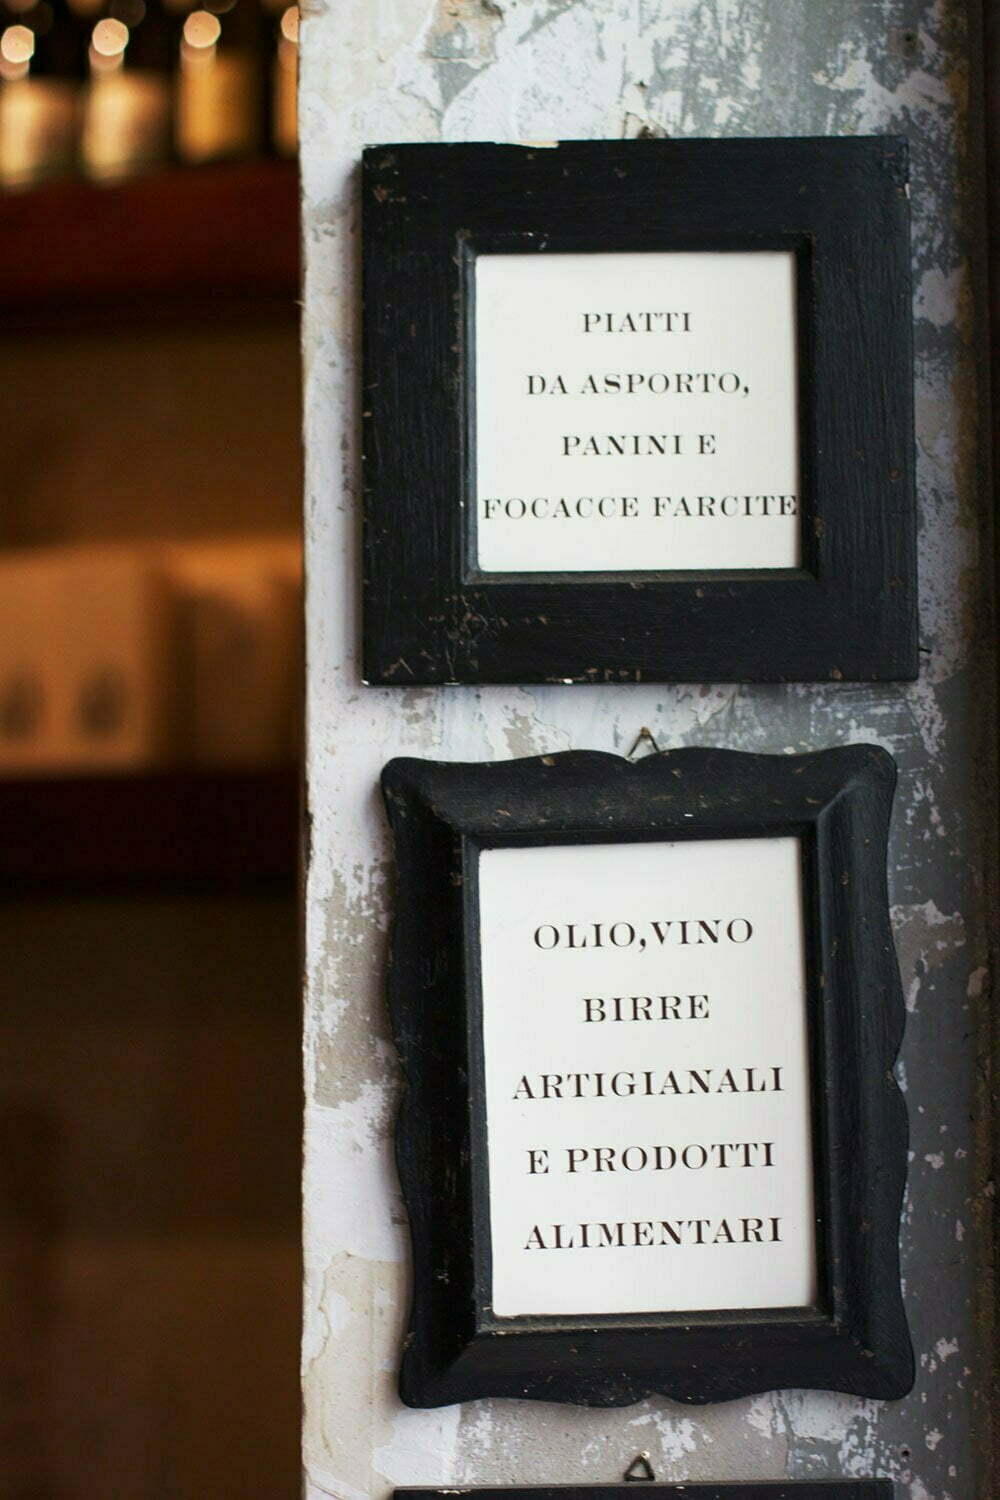 PIATTI
DA ASPORTO,
PANINI E
FOCACCE FARCITE
OLIO,VINO
BIRRE
ARTIGIANALI
E PRODOTTI
ALIMENTARI